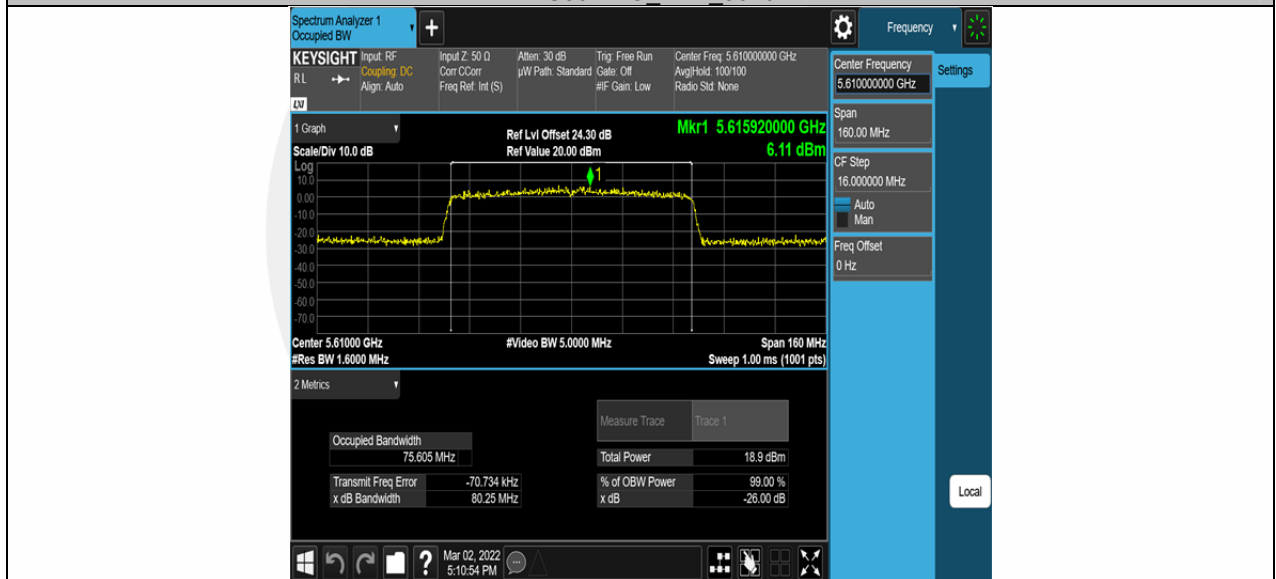 Spectrum Analyzer 1
Occupied BW
+
Frequency
KEYSIGHT Input: RF Input Z: 50 Ω Atten: 30 dB Trig: Free Run Center Freq: 5.610000000 GHz
RL Coupling: DC Corr CCorr µW Path: Standard Gate: Off Avg|Hold: 100/100
Align: Auto Freq Ref: Int (S) #IF Gain: Low Radio Std: None
LXI
1 Graph
Ref Lvl Offset 24.30 dB Mkr1 5.615920000 GHz
Scale/Div 10.0 dB Ref Value 20.00 dBm 6.11 dBm
Log
10.0
0.00
-10.0
-20.0
-30.0
-40.0
-50.0
-60.0
-70.0
1
Center 5.61000 GHz #Video BW 5.0000 MHz Span 160 MHz
#Res BW 1.6000 MHz Sweep 1.00 ms (1001 pts)
2 Metrics
Measure Trace Trace 1
Occupied Bandwidth
75.605 MHz Total Power 18.9 dBm
Transmit Freq Error -70.734 kHz % of OBW Power 99.00 %
x dB Bandwidth 80.25 MHz x dB -26.00 dB
? Mar 02, 2022
5:10:54 PM
Center Frequency
5.610000000 GHz
Settings
Span
160.00 MHz
CF Step
16.000000 MHz
Auto
Man
Freq Offset
0 Hz
Local